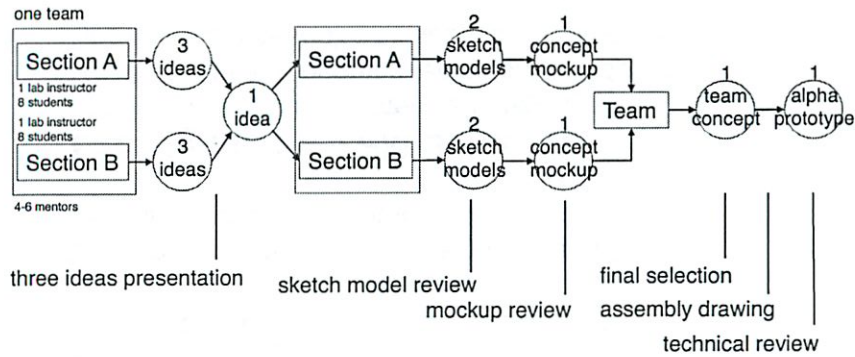 one team
Section A
1 lab instructor
8 students
1 lab instructor
8 students
Section B
4-6 mentors
3
ideas
3
ideas
1
idea
Section A
Section B
2
sketch
models
2
sketch
models
1
concept
mockup
1
concept
mockup
Team
1
team
concept
1
alpha
prototype
three ideas presentation
sketch model review
mockup review
final selection
assembly drawing
technical review